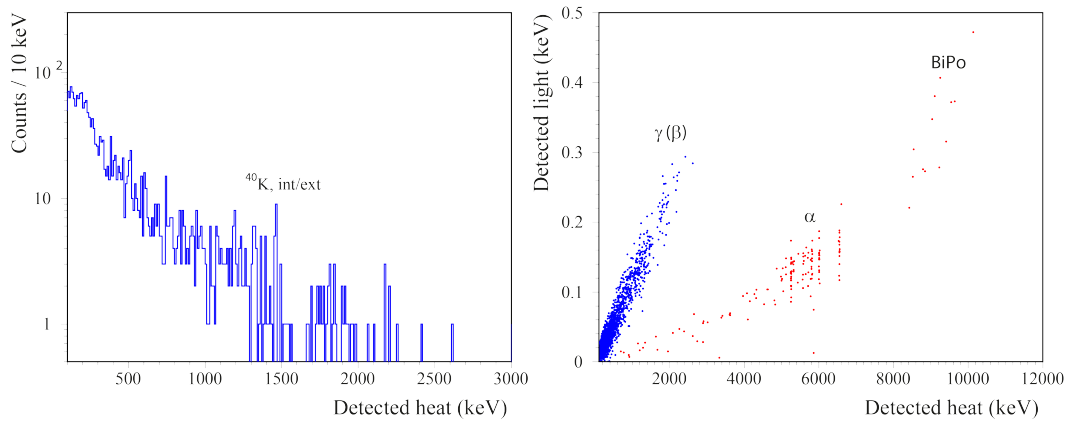 Counts / 10 keV
10 2
10
1
⁴⁰K, int/ext
500 1000 1500 2000 2500 3000
Detected heat (keV)
Detected light (keV)
0.5
0.4
0.3
0.2
0.1
0
BiPo
γ (β)
α
2000 4000 6000 8000 10000 12000
Detected heat (keV)